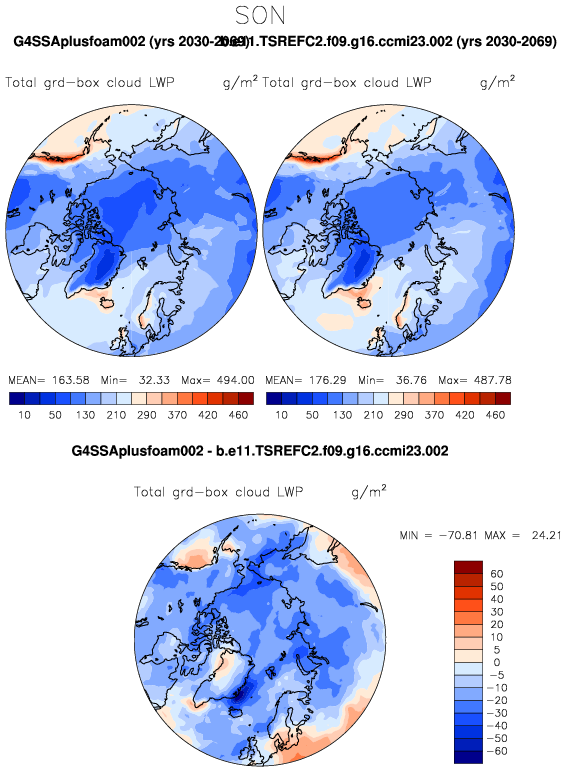 SON
G4SSAplusfoam002 (yrs 2030-2069)
b.e11.TSREFC2.f09.g16.ccmi23.002 (yrs 2030-2069)
Total grd-box cloud LWP g/m²
Total grd-box cloud LWP g/m²
MEAN= 163.58 Min= 32.33 Max= 494.00
MEAN= 176.29 Min= 36.76 Max= 487.78
10 50 130 210 290 370 420 460
10 50 130 210 290 370 420 460
G4SSAplusfoam002 - b.e11.TSREFC2.f09.g16.ccmi23.002
Total grd-box cloud LWP g/m²
MIN = -70.81 MAX = 24.21
60
50
40
30
20
10
5
0
-5
-10
-20
-30
-40
-50
-60